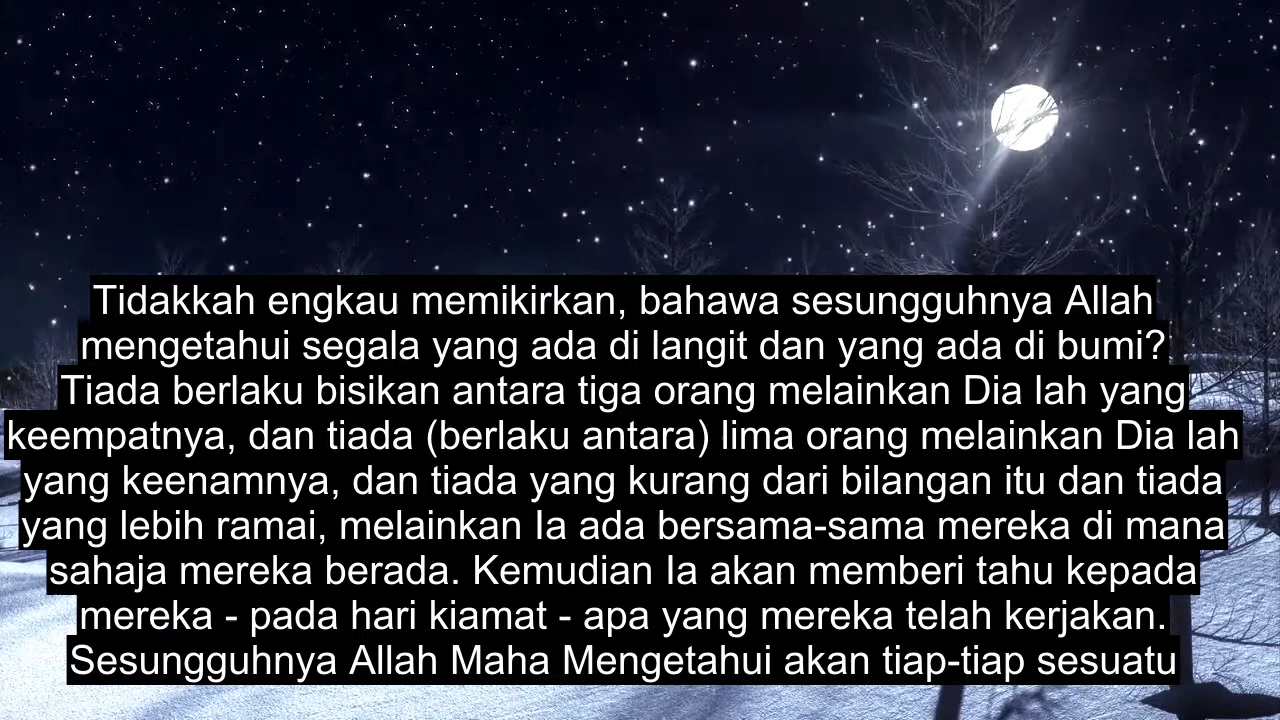 Tidakkah engkau memikirkan, bahawa sesungguhnya Allah
mengetahui segala yang ada di langit dan yang ada di bumi?
Tiada berlaku bisikan antara tiga orang melainkan Dia lah yang
keempatnya, dan tiada (berlaku antara) lima orang melainkan Dia lah
yang keenamnya, dan tiada yang kurang dari bilangan itu dan tiada
yang lebih ramai, melainkan Ia ada bersama-sama mereka di mana
sahaja mereka berada. Kemudian Ia akan memberi tahu kepada
mereka - pada hari kiamat - apa yang mereka telah kerjakan.
Sesungguhnya Allah Maha Mengetahui akan tiap-tiap sesuatu